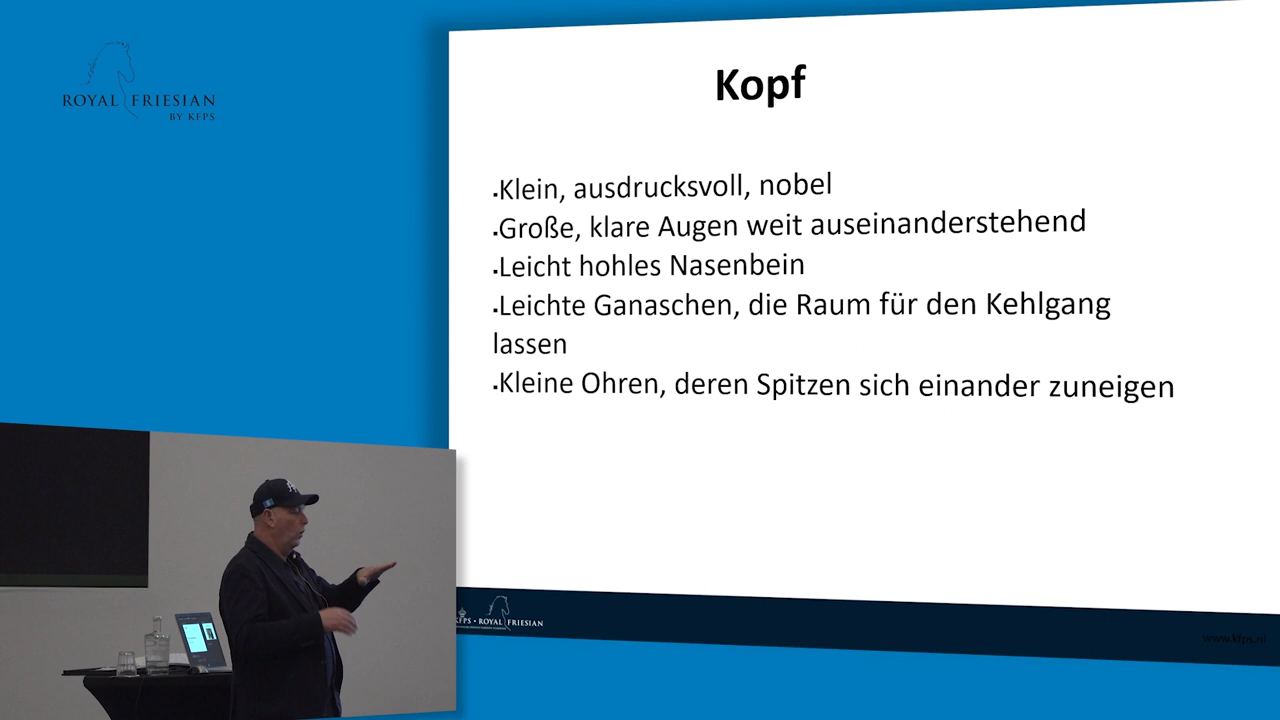 ROYAL FRIESIAN
BY KFPS
Kopf
Klein, ausdrucksvoll, nobel
Große, klare Augen weit auseinanderstehend
Leicht hohles Nasenbein
Leichte Ganaschen, die Raum für den Kehlgang
lassen
Kleine Ohren, deren Spitzen sich einander zuneigen
KFPS • ROYAL FRIESIAN
www.kfps.nl